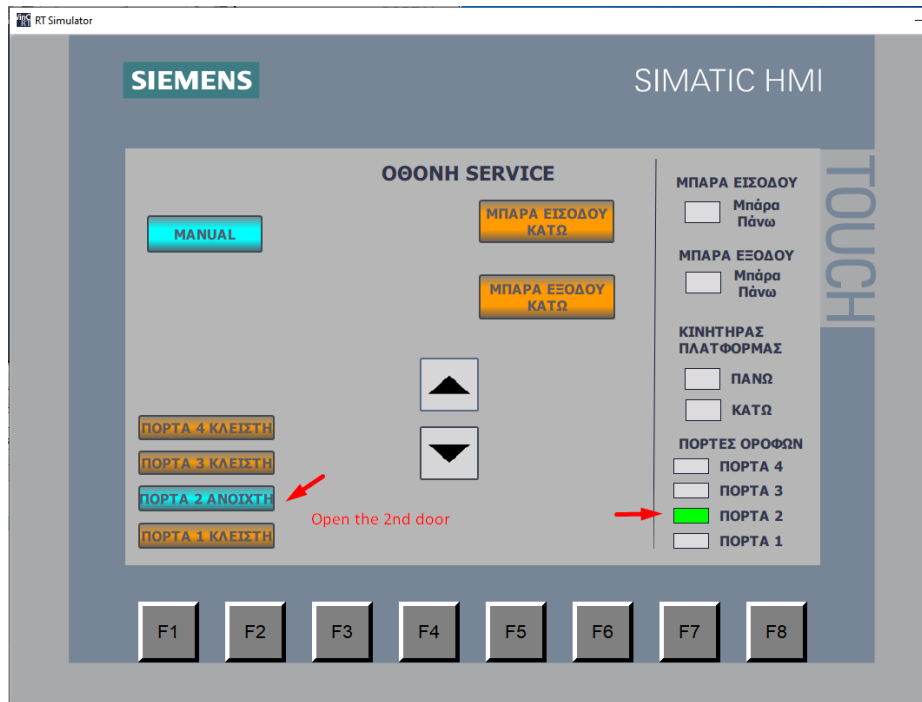 RT Simulator
SIEMENS
SIMATIC HMI
TOUCH
ΟΘΟΝΗ SERVICE
MANUAL
ΜΠΑΡΑ ΕΙΣΟΔΟΥ
ΚΑΤΩ
ΜΠΑΡΑ ΕΞΟΔΟΥ
ΚΑΤΩ
ΠΟΡΤΑ 4 ΚΛΕΙΣΤΗ
ΠΟΡΤΑ 3 ΚΛΕΙΣΤΗ
ΠΟΡΤΑ 2 ΑΝΟΙΧΤΗ
ΠΟΡΤΑ 1 ΚΛΕΙΣΤΗ
Open the 2nd door
ΜΠΑΡΑ ΕΙΣΟΔΟΥ
Μπάρα
Πάνω
ΜΠΑΡΑ ΕΞΟΔΟΥ
Μπάρα
Πάνω
ΚΙΝΗΤΗΡΑΣ
ΠΛΑΤΦΟΡΜΑΣ
ΠΑΝΩ
ΚΑΤΩ
ΠΟΡΤΕΣ ΟΡΟΦΩΝ
ΠΟΡΤΑ 4
ΠΟΡΤΑ 3
ΠΟΡΤΑ 2
ΠΟΡΤΑ 1
F1 F2 F3 F4 F5 F6 F7 F8